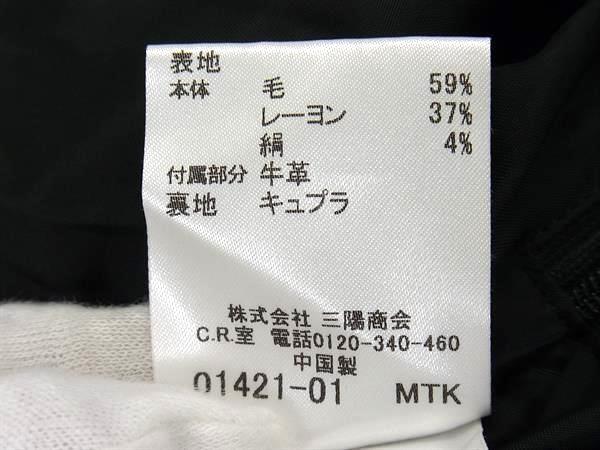 表地
本体 毛 59%
レーヨン 37%
絹 4%
付属部分 牛革
裏地 キュプラ
株式会社 三陽商会
C.R.室 電話0120-340-460
中国製
01421-01 MTK